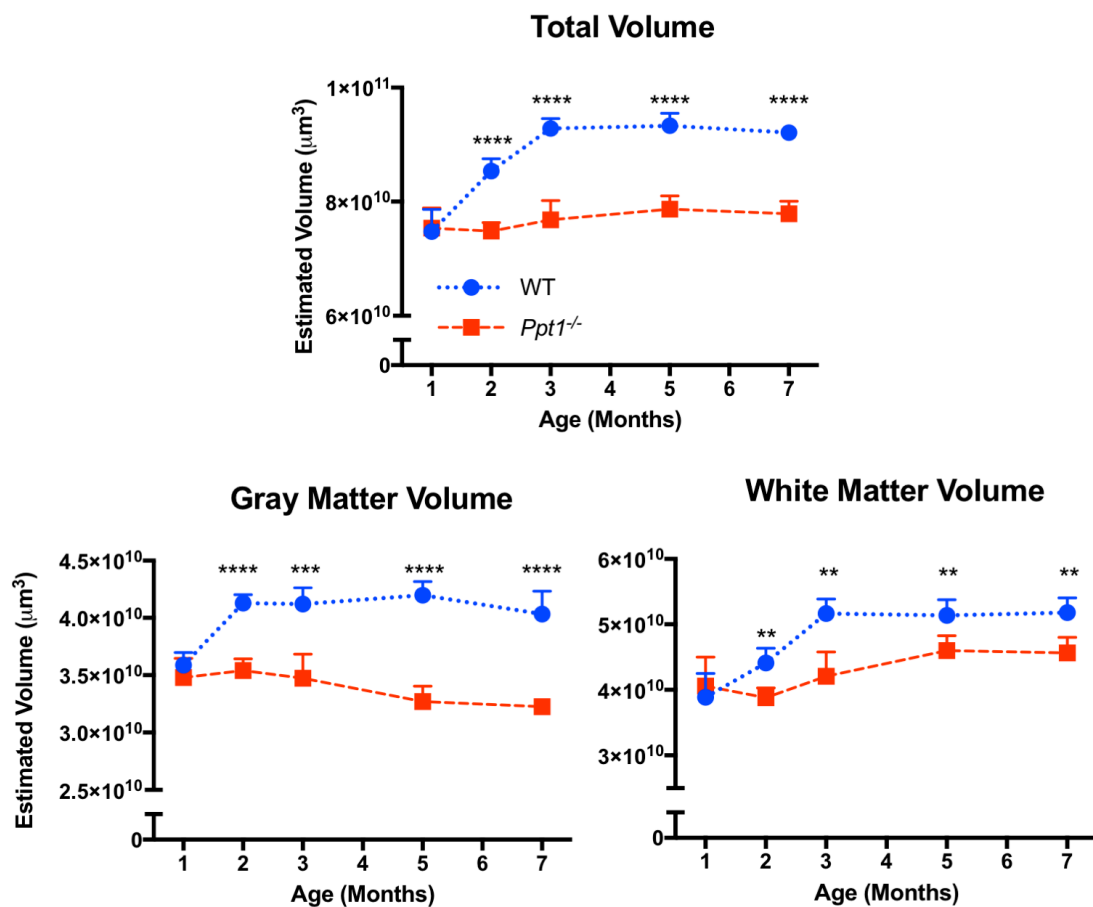 Total Volume
Estimated Volume (μm³)
1×10¹¹
8×10¹⁰
6×10¹⁰
0
**** **** **** ****
WT
Ppt1⁻/⁻
1 2 3 4 5 6 7
Age (Months)
Gray Matter Volume
Estimated Volume (μm³)
4.5×10¹⁰
4.0×10¹⁰
3.5×10¹⁰
3.0×10¹⁰
2.5×10¹⁰
0
**** *** **** ****
1 2 3 4 5 6 7
Age (Months)
White Matter Volume
6×10¹⁰
5×10¹⁰
4×10¹⁰
3×10¹⁰
0
** ** ** **
1 2 3 4 5 6 7
Age (Months)